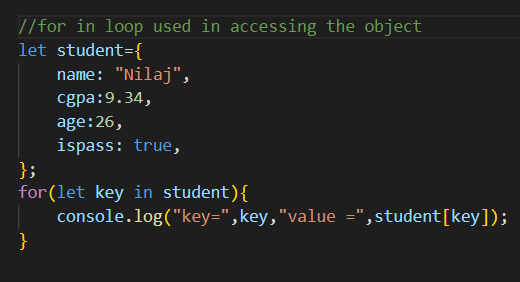 //for in loop used in accessing the object
let student={
    name: "Nilaj",
    cgpa:9.34,
    age:26,
    ispass: true,
};
for(let key in student){
    console.log("key=",key,"value =",student[key]);
}